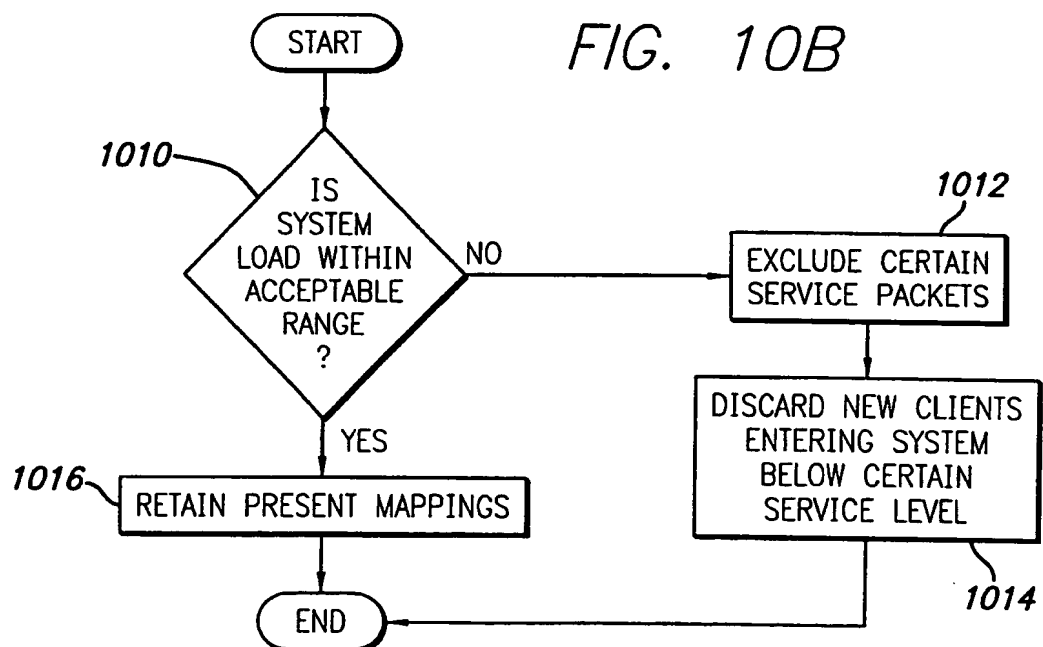 START
FIG. 10B
1010
IS
SYSTEM
LOAD WITHIN
ACCEPTABLE
RANGE
?
NO
1012
EXCLUDE CERTAIN
SERVICE PACKETS
DISCARD NEW CLIENTS
ENTERING SYSTEM
BELOW CERTAIN
SERVICE LEVEL
1014
YES
1016
RETAIN PRESENT MAPPINGS
END